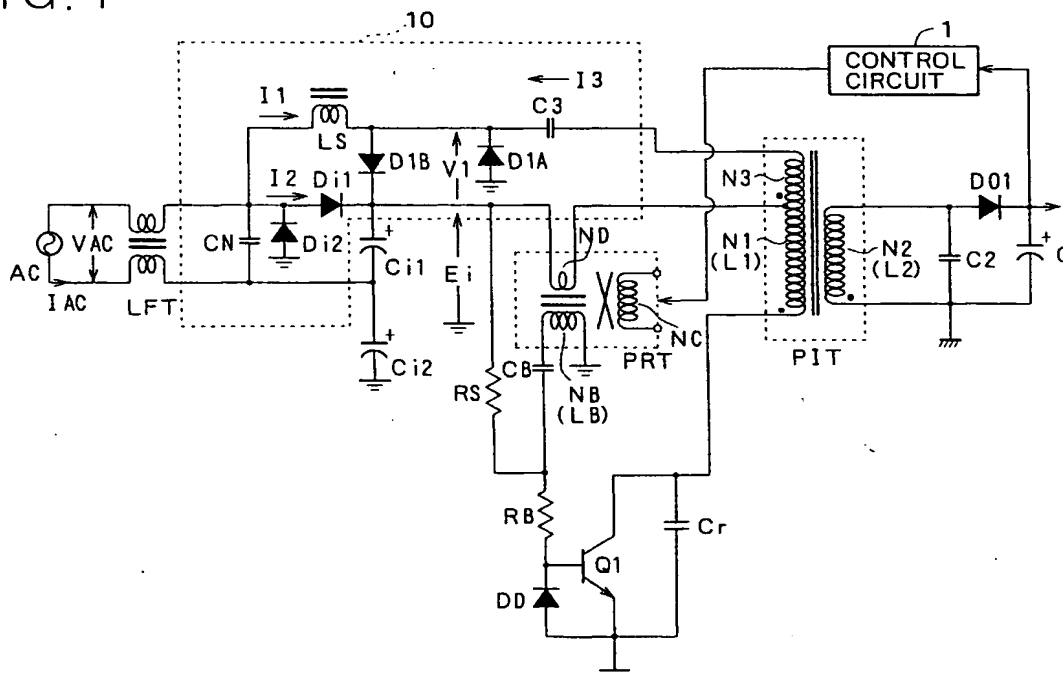 10
1
CONTROL
CIRCUIT
I1
I3
C3
LS
D1B
V1
D1A
I2
Di1
N3
DO1
VAC
CN
Di2
ND
N1
(L1)
N2
(L2)
C2
AC
Ci1
Ei
IAC
LFT
NC
PRT
PIT
Ci2
RS
CB
NB
(LB)
RB
Cr
Q1
DD